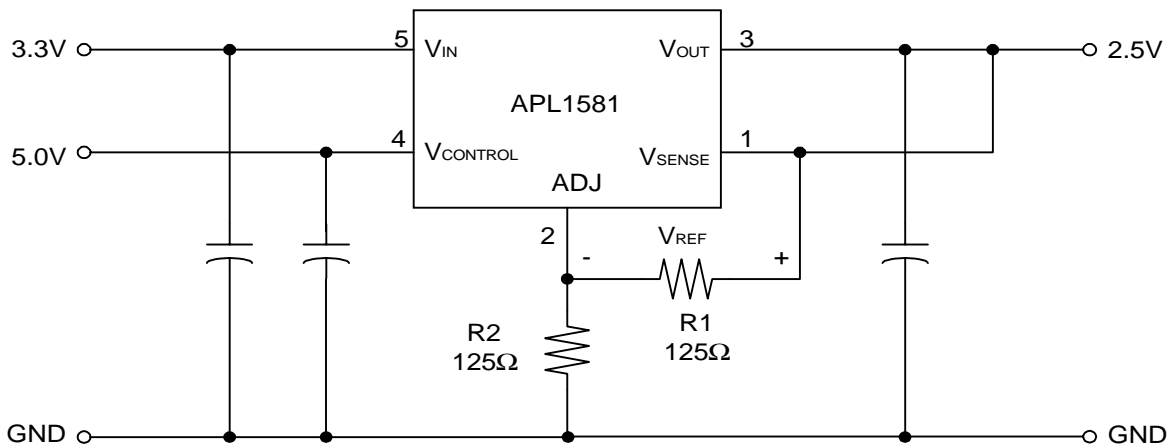 3.3V
5
VIN
VOUT
3
2.5V
APL1581
5.0V
4
VCONTROL
VSENSE
1
ADJ
2
VREF
-
+
R2
125Ω
R1
125Ω
GND
GND